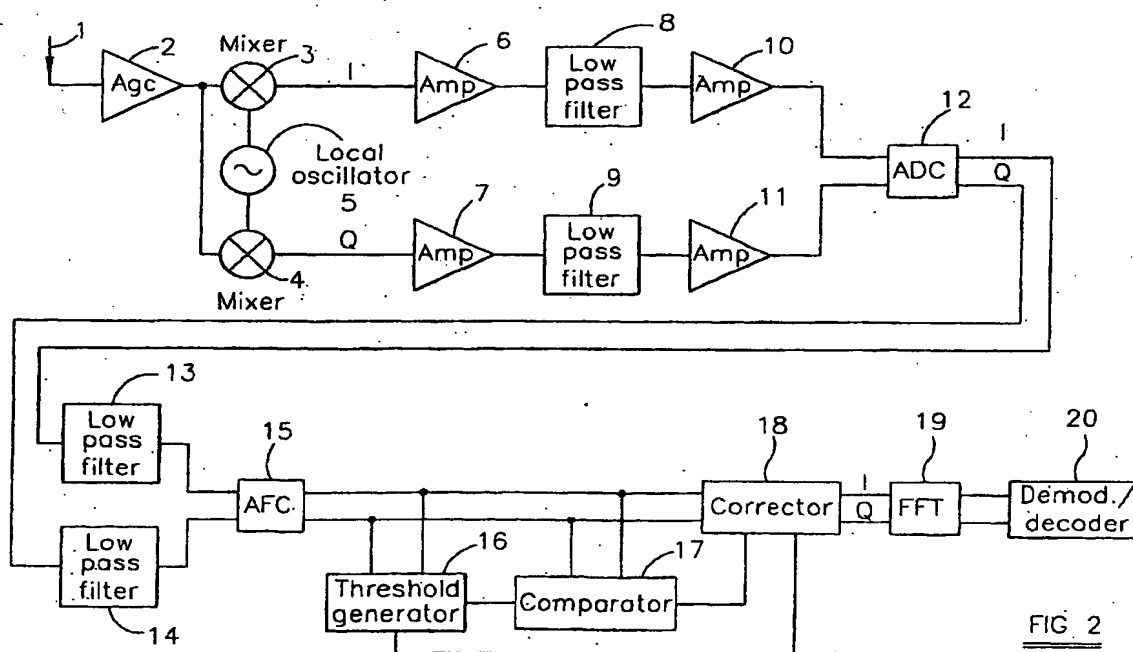 1
2
Agc
Mixer
3
I
6
Amp
8
Low
pass
filter
10
Amp
12
ADC
I
Q
Local
oscillator
5
4
Mixer
Q
7
Amp
9
Low
pass
filter
11
Amp
13
Low
pass
filter
14
Low
pass
filter
15
AFC
16
Threshold
generator
17
Comparator
18
Corrector
I
Q
19
FFT
20
Demod./
decoder
FIG 2